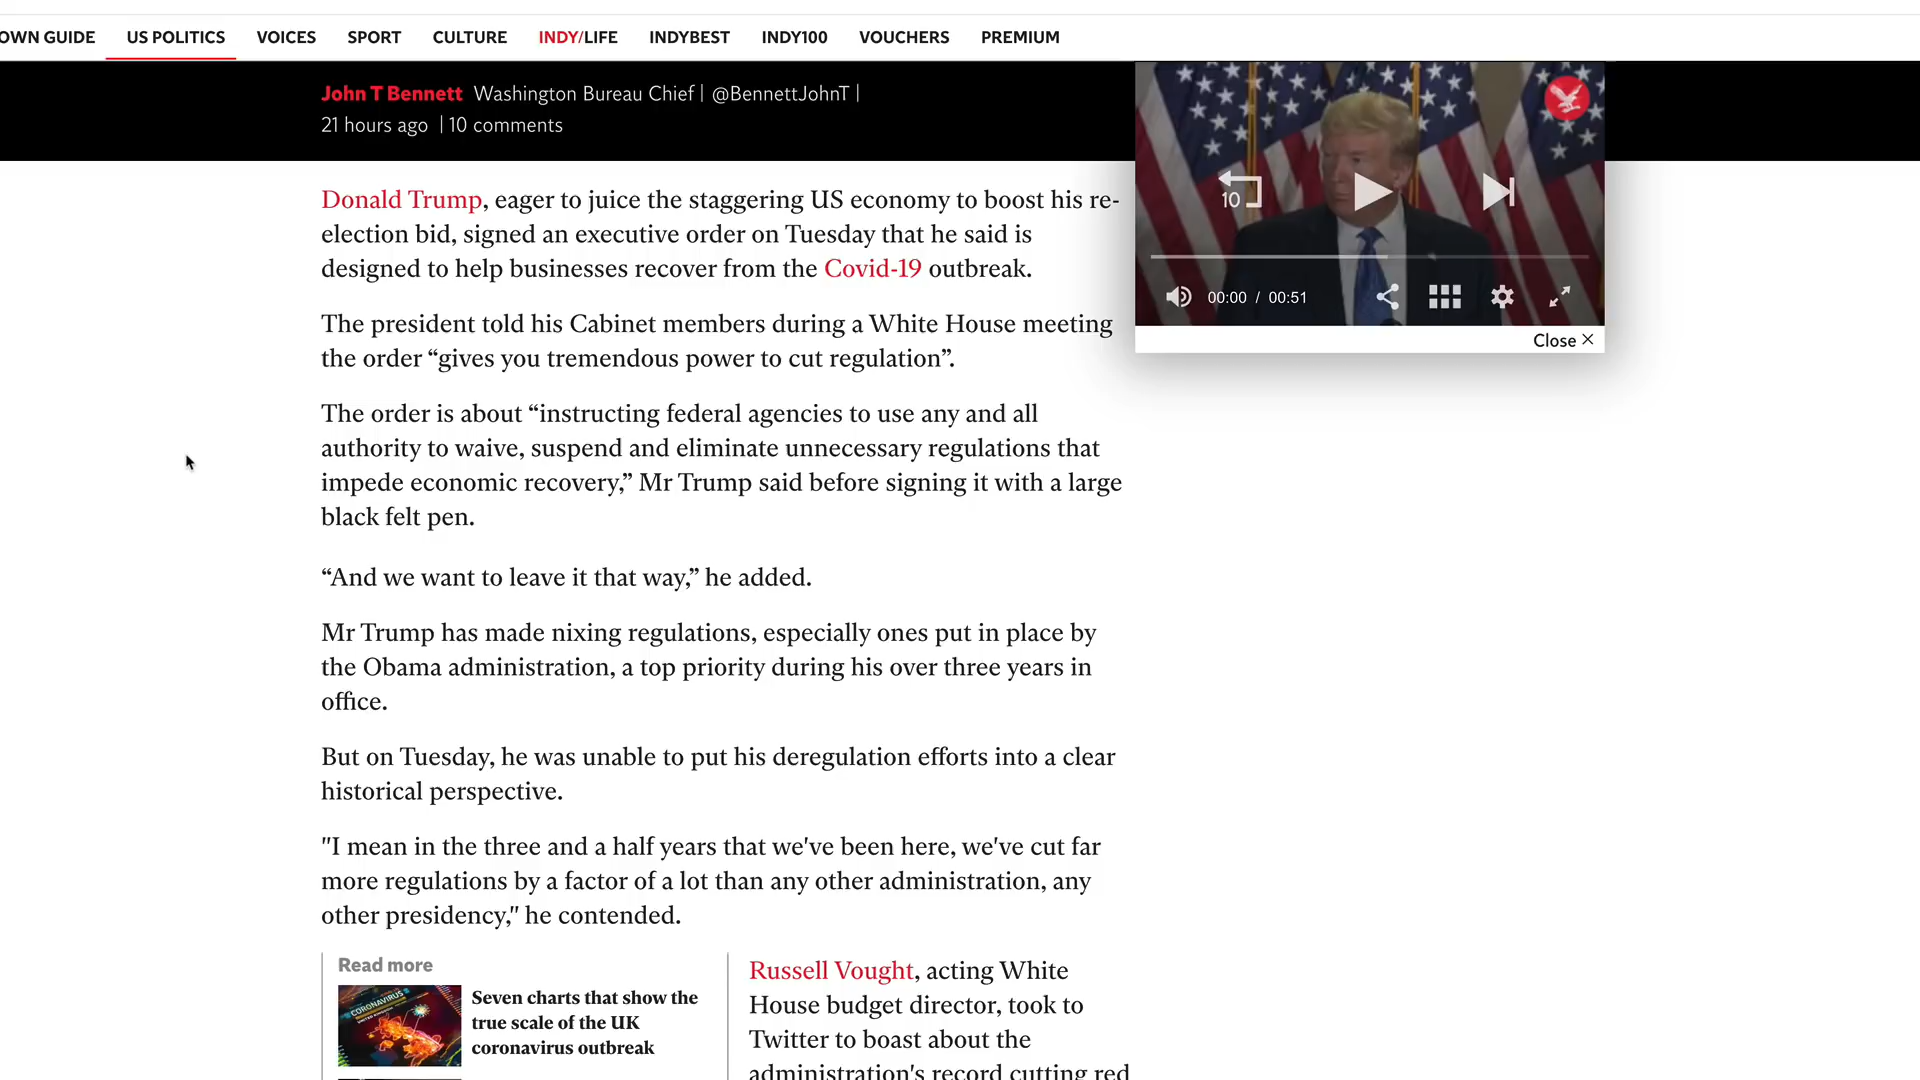 OWN GUIDE US POLITICS VOICES SPORT CULTURE INDY/LIFE INDYBEST INDY100 VOUCHERS PREMIUM
John T Bennett Washington Bureau Chief | @BennettJohnT |
21 hours ago | 10 comments
Donald Trump, eager to juice the staggering US economy to boost his re-
election bid, signed an executive order on Tuesday that he said is
designed to help businesses recover from the Covid-19 outbreak.
The president told his Cabinet members during a White House meeting
the order “gives you tremendous power to cut regulation”.
The order is about “instructing federal agencies to use any and all
authority to waive, suspend and eliminate unnecessary regulations that
impede economic recovery,” Mr Trump said before signing it with a large
black felt pen.
“And we want to leave it that way,” he added.
Mr Trump has made nixing regulations, especially ones put in place by
the Obama administration, a top priority during his over three years in
office.
But on Tuesday, he was unable to put his deregulation efforts into a clear
historical perspective.
"I mean in the three and a half years that we've been here, we've cut far
more regulations by a factor of a lot than any other administration, any
other presidency," he contended.
10
00:00 / 00:51
Close ×
Read more
CORONAVIRUS
Seven charts that show the
true scale of the UK
coronavirus outbreak
Russell Vought, acting White
House budget director, took to
Twitter to boast about the
administration's record cutting red